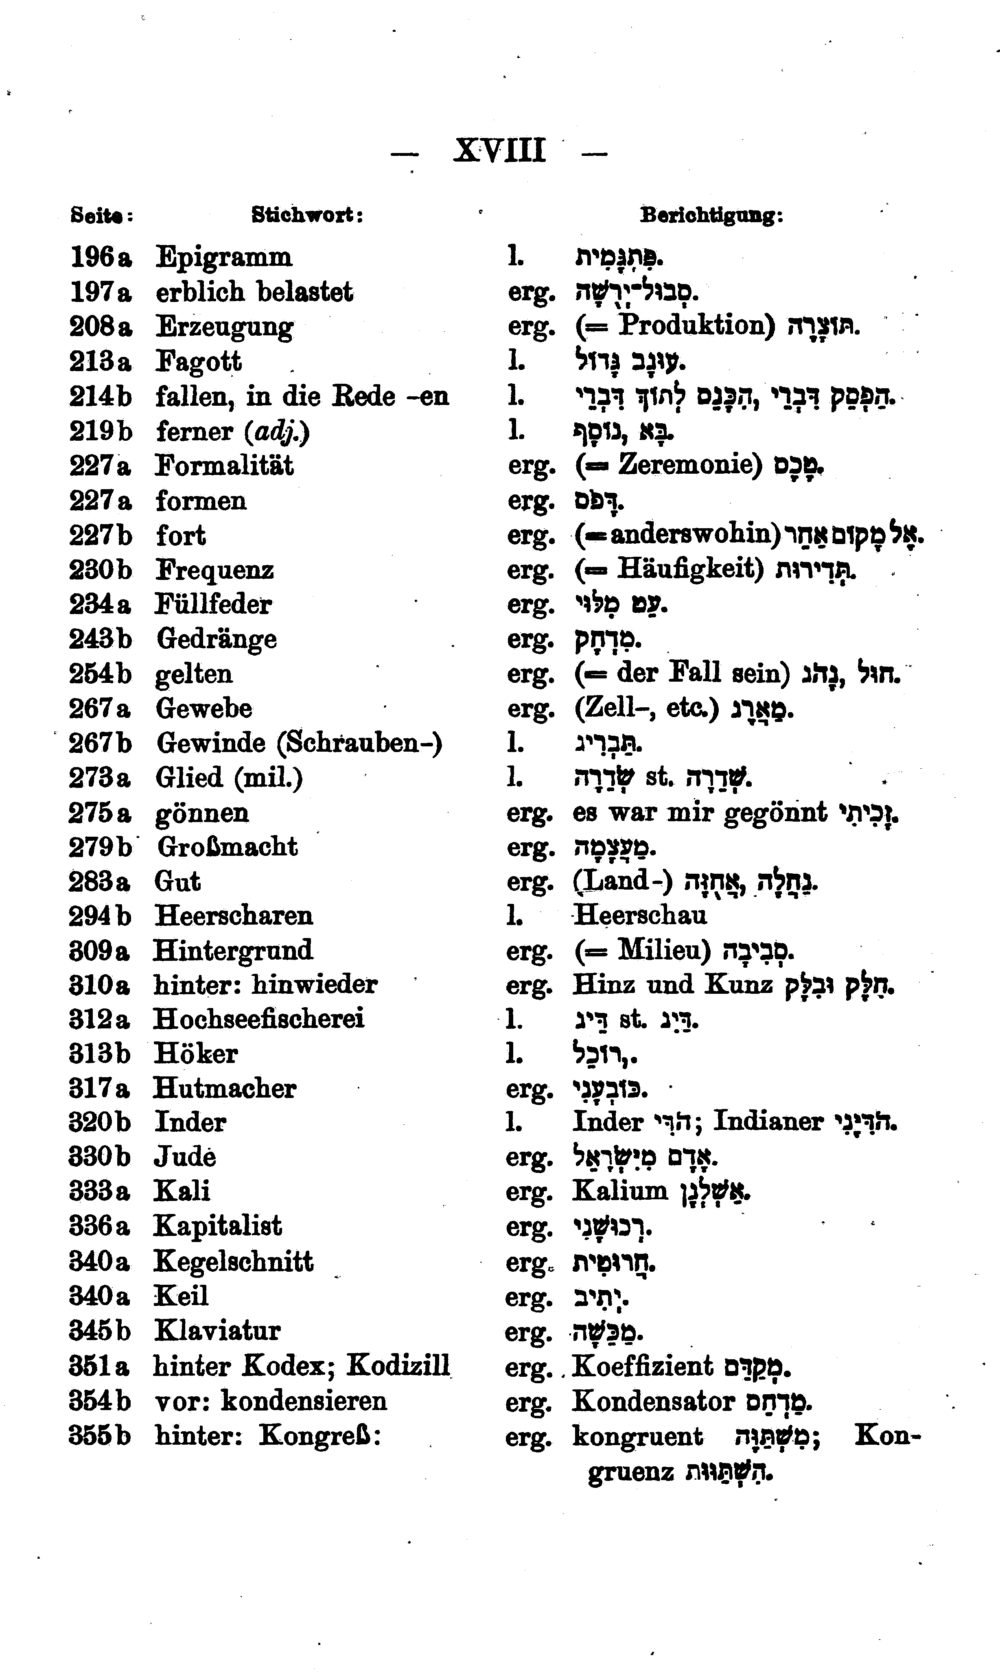 — XVIII —
Seite: Stichwort: Berichtigung:
196a Epigramm l. פִּתְגָּמִית.
197a erblich belastet erg. סְבוּל־יְרֻשָּׁה.
208a Erzeugung erg. (= Produktion) תּוֹצָרָה.
213a Fagott l. עוּגָב גָּדוֹל.
214b fallen, in die Rede -en l. הַפְסֵק דִּבְרֵי, הִכָּנֵס לְתוֹךְ דִּבְרֵי.
219b ferner (adj.) l. בָּא, נוֹסָף.
227a Formalität erg. (= Zeremonie) טֶכֶס.
227a formen erg. דָּפֹס.
227b fort erg. (= anderswohin) אֶל מָקוֹם אַחֵר.
230b Frequenz erg. (= Häufigkeit) תְּדִירוּת.
234a Füllfeder erg. עֵט מִלּוּי.
243b Gedränge erg. מִדְחָק.
254b gelten erg. (= der Fall sein) חוּל, נָהֹג.
267a Gewebe erg. (Zell-, etc.) מַאֲרָג.
267b Gewinde (Schrauben-) l. תַּבְרִיג.
273a Glied (mil.) l. שְׂדֵרָה st. שְׁדֵרָה.
275a gönnen erg. es war mir gegönnt זָכִיתִי.
279b Großmacht erg. מַעֲצָמָה.
283a Gut erg. (Land-) נַחֲלָה, אֲחֻזָּה.
294b Heerscharen l. Heerschau
309a Hintergrund erg. (= Milieu) סְבִיבָה.
310a hinter: hinwieder erg. Hinz und Kunz חֵלֶק וּבֵלֶק.
312a Hochseefischerei l. דַּיִג st. דַּיָּג.
313b Höker l. רוֹכֵל,.
317a Hutmacher erg. כּוֹבְעָנִי.
320b Inder l. Inder הֹדִּי; Indianer הֹדִּיָנִי.
330b Jude erg. אָדָם מִיִּשְׂרָאֵל.
333a Kali erg. Kalium אַשְׁלְגָן.
336a Kapitalist erg. רְכוּשָׁנִי.
340a Kegelschnitt erg. חֲרוּטִית.
340a Keil erg. יְתִיב.
345b Klaviatur erg. מַכּשָׁה.
351a hinter Kodex; Kodizill erg. Koeffizient מְקַדֵּם.
354b vor: kondensieren erg. Kondensator מַדְחֵס.
355b hinter: Kongreß: erg. kongruent מִשְׁתַּוֶּה; Kon-
gruenz הִשְׁתַּוּוּת.